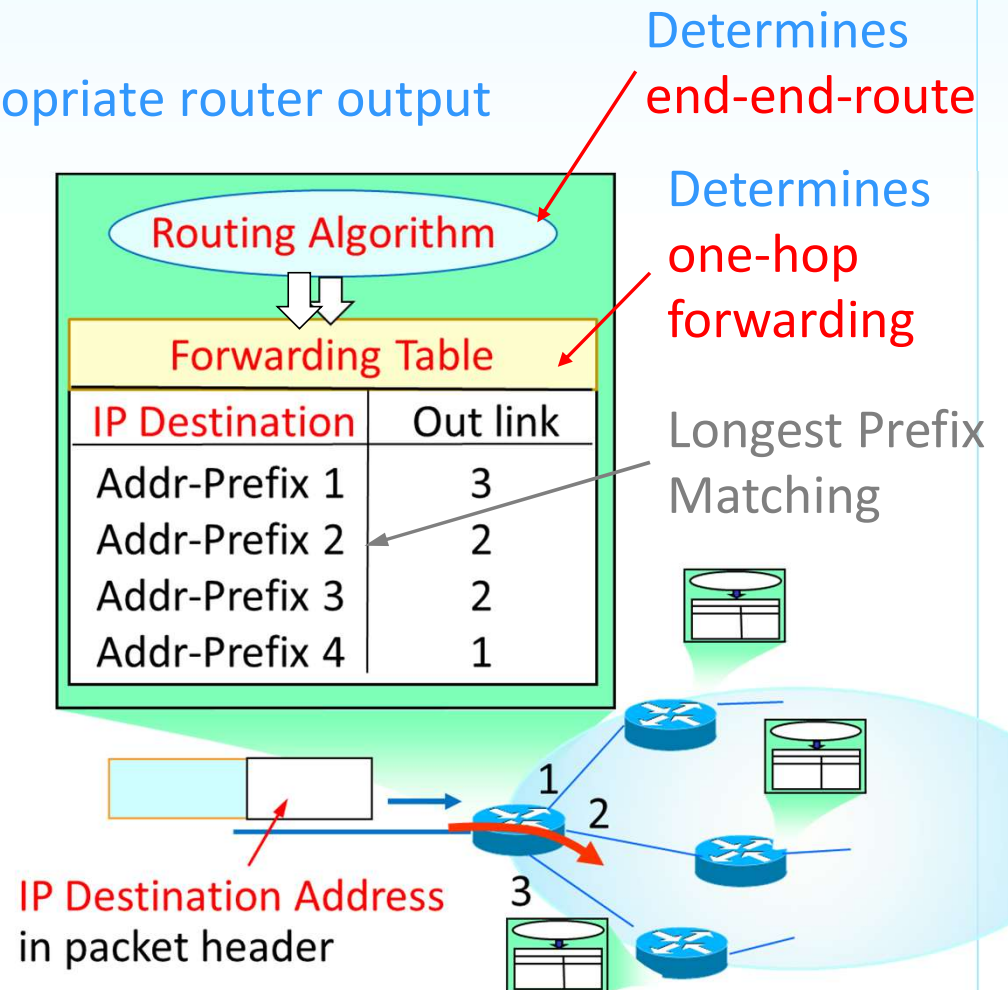 Determines
end-end-route
opriate router output
Determines
one-hop
forwarding
Routing Algorithm
Forwarding Table
IP Destination Out link
Addr-Prefix 1 3
Addr-Prefix 2 2
Addr-Prefix 3 2
Addr-Prefix 4 1
Longest Prefix
Matching
1
2
3
IP Destination Address
in packet header